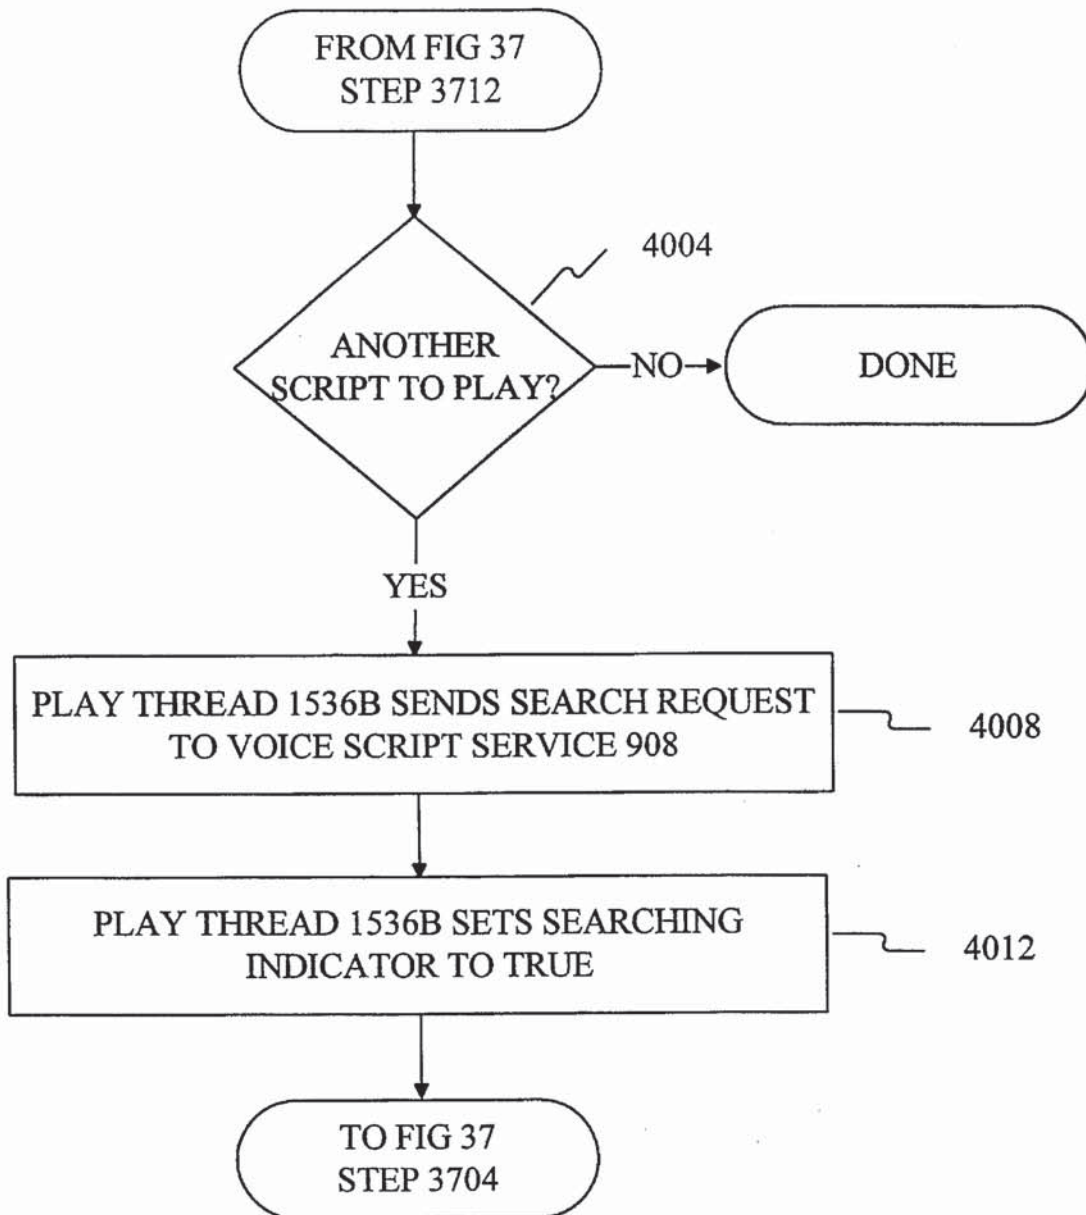 FROM FIG 37
STEP 3712
4004
ANOTHER
SCRIPT TO PLAY?
NO
DONE
YES
PLAY THREAD 1536B SENDS SEARCH REQUEST
TO VOICE SCRIPT SERVICE 908
4008
PLAY THREAD 1536B SETS SEARCHING
INDICATOR TO TRUE
4012
TO FIG 37
STEP 3704